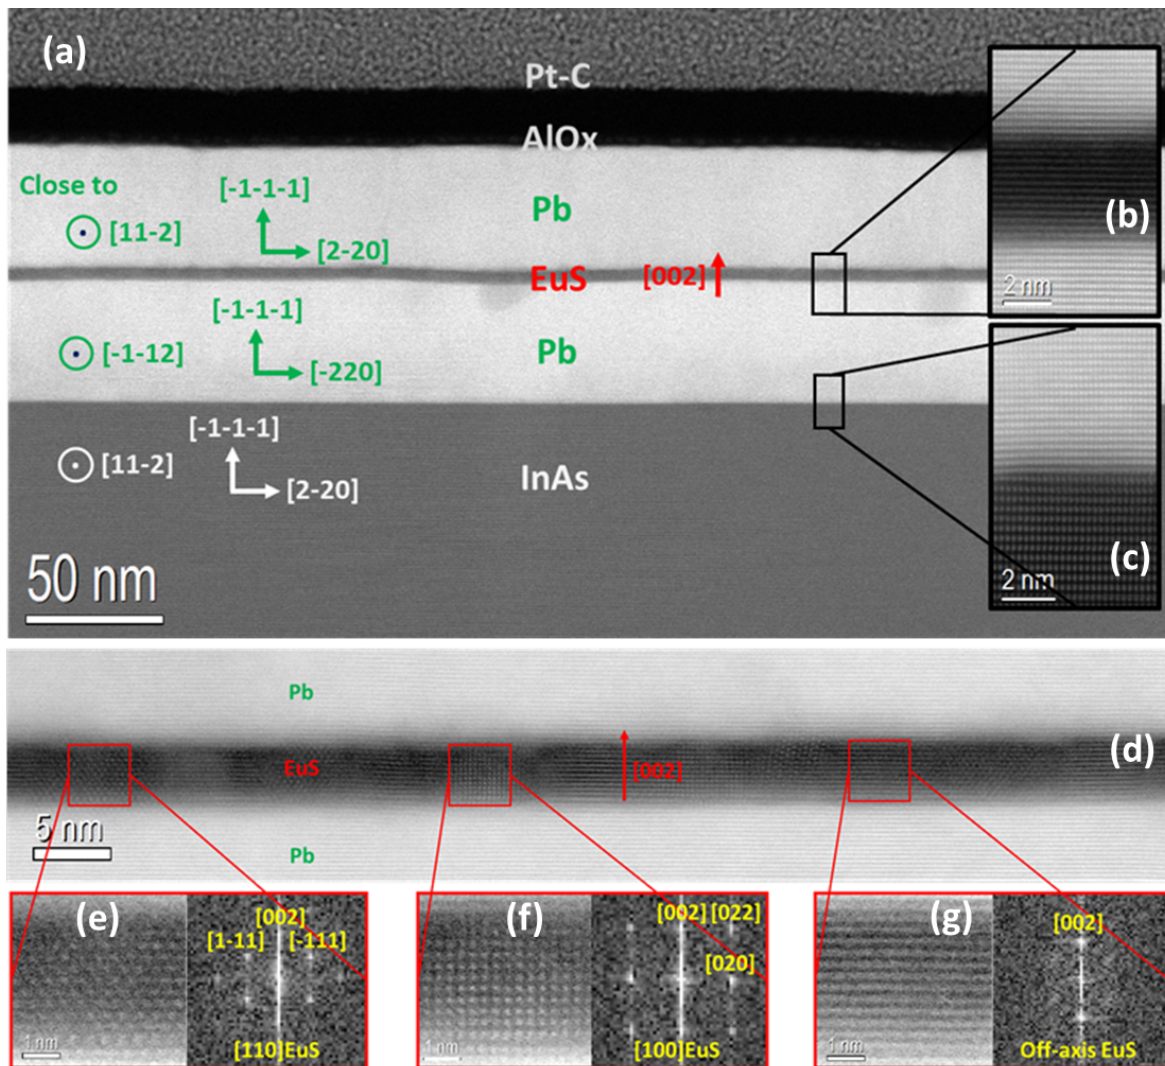 (a)
Pt-C
AlOx
Close to
[-1-1-1]
Pb
[11-2]
[2-20]
EuS
[002]
[-1-1-1]
Pb
[-1-12]
[-220]
[-1-1-1]
[11-2]
InAs
[2-20]
50 nm
(b)
2 nm
(c)
2 nm
Pb
(d)
EuS
[002]
5 nm
Pb
(e)
[002]
[1-11]
[-111]
1 nm
[110]EuS
(f)
[002] [022]
[020]
1 nm
[100]EuS
(g)
[002]
1 nm
Off-axis EuS